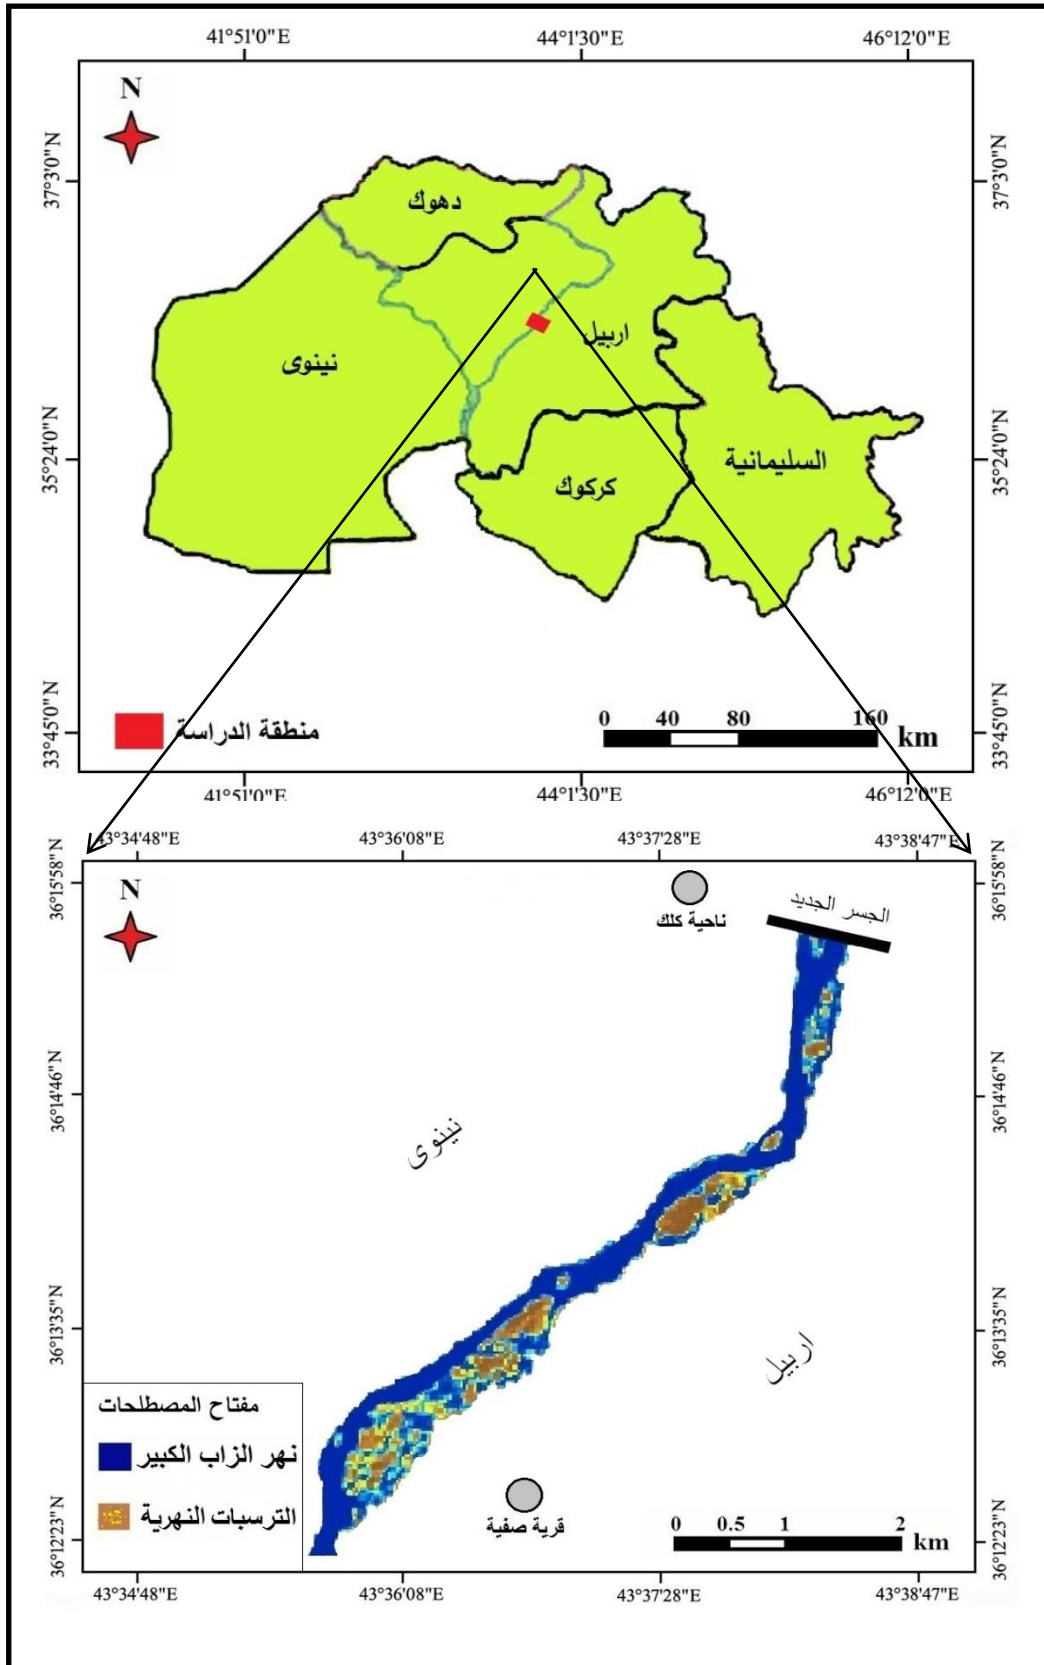 41°51'0"E 44°1'30"E 46°12'0"E
N
37°3'0"N 37°3'0"N
دهوك
نينوى
اربيل
35°24'0"N 35°24'0"N
السليمانية
كركوك
33°45'0"N 33°45'0"N
منطقة الدراسة
0 40 80 160 km
41°51'0"E 44°1'30"E 46°12'0"E
43°34'48"E 43°36'08"E 43°37'28"E 43°38'47"E
36°15'58"N 36°15'58"N
N
ناحية كلك
الجسر الجديد
36°14'46"N 36°14'46"N
نينوى
36°13'35"N 36°13'35"N
اربيل
مفتاح المصطلحات
نهر الزاب الكبير
الترسبات النهرية
قرية صفية
36°12'23"N 36°12'23"N
0 0.5 1 2 km
43°34'48"E 43°36'08"E 43°37'28"E 43°38'47"E